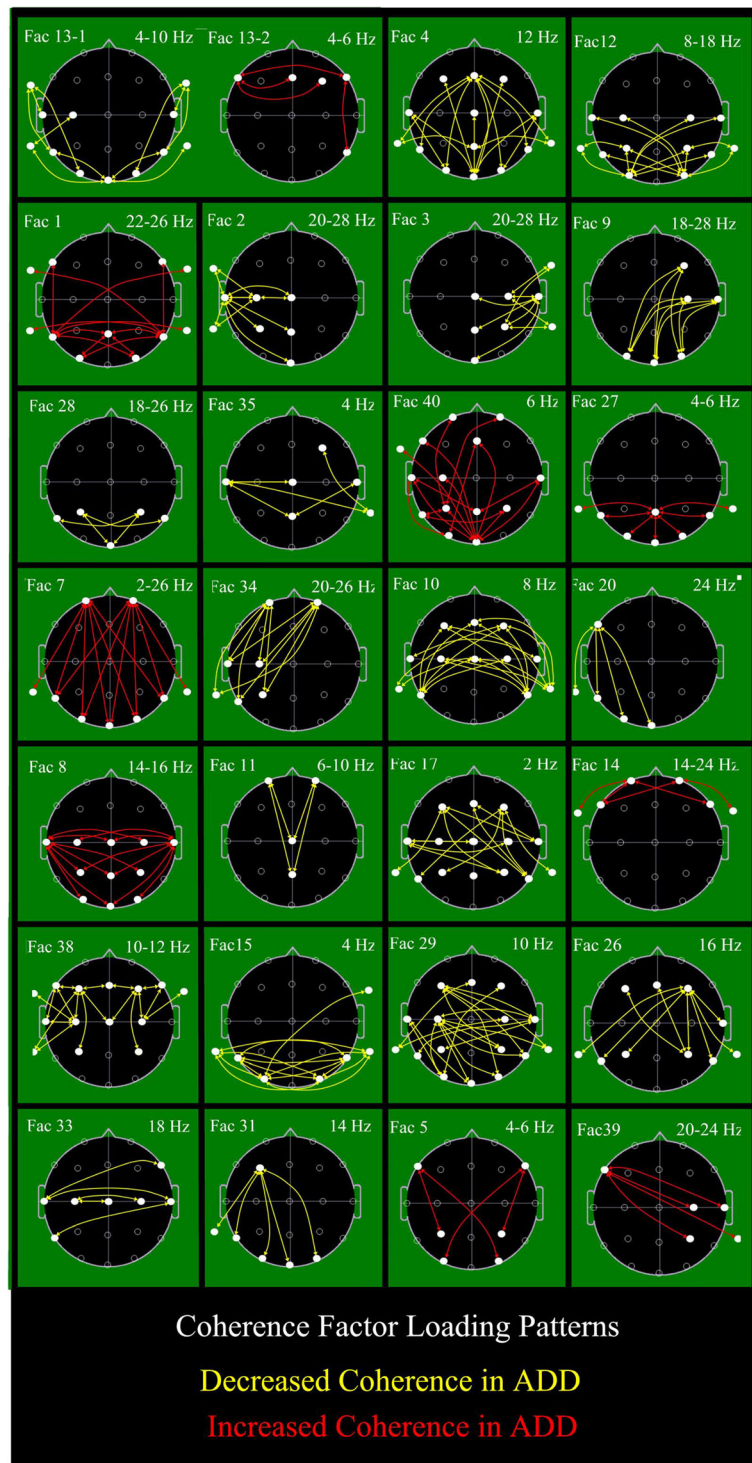 Fac 13-1 4-10 Hz
Fac 13-2 4-6 Hz
Fac 4 12 Hz
Fac12 8-18 Hz
Fac 1 22-26 Hz
Fac 2 20-28 Hz
Fac 3 20-28 Hz
Fac 9 18-28 Hz
Fac 28 18-26 Hz
Fac 35 4 Hz
Fac 40 6 Hz
Fac 27 4-6 Hz
Fac 7 2-26 Hz
Fac 34 20-26 Hz
Fac 10 8 Hz
Fac 20 24 Hz
Fac 8 14-16 Hz
Fac 11 6-10 Hz
Fac 17 2 Hz
Fac 14 14-24 Hz
Fac 38 10-12 Hz
Fac15 4 Hz
Fac 29 10 Hz
Fac 26 16 Hz
Fac 33 18 Hz
Fac 31 14 Hz
Fac 5 4-6 Hz
Fac39 20-24 Hz
Coherence Factor Loading Patterns
Decreased Coherence in ADD
Increased Coherence in ADD